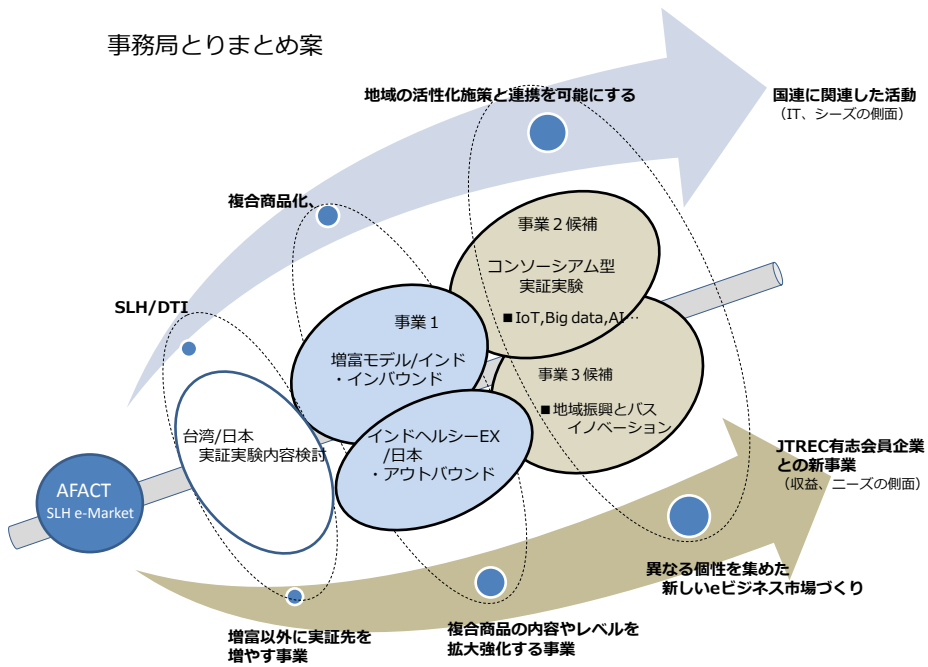 事務局とりまとめ案
地域の活性化施策と連携を可能にする
国連に関連した活動
（IT、シーズの側面）
複合商品化、
事業２候補
コンソーシアム型
実証実験
■IoT,Big data,AI…
SLH/DTI
事業１
増富モデル/インド
・インバウンド
事業３候補
■地域振興とバス
イノベーション
台湾/日本
実証実験内容検討
インドヘルシーEX
/日本
・アウトバウンド
JTREC有志会員企業
との新事業
（収益、ニーズの側面）
AFACT
SLH e-Market
異なる個性を集めた
新しいeビジネス市場づくり
増富以外に実証先を
増やす事業
複合商品の内容やレベルを
拡大強化する事業